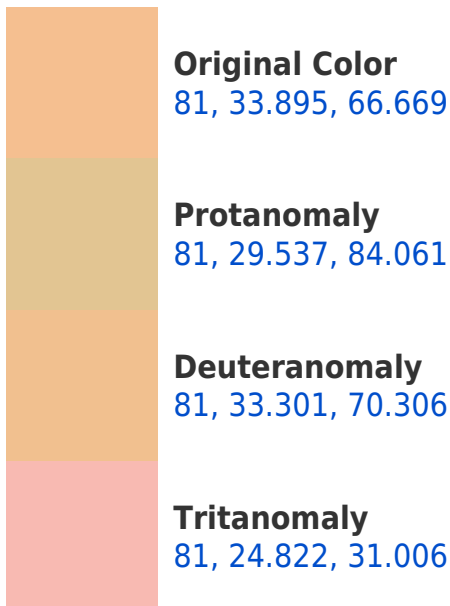 Original Color
81, 33.895, 66.669
Protanomaly
81, 29.537, 84.061
Deuteranomaly
81, 33.301, 70.306
Tritanomaly
81, 24.822, 31.006